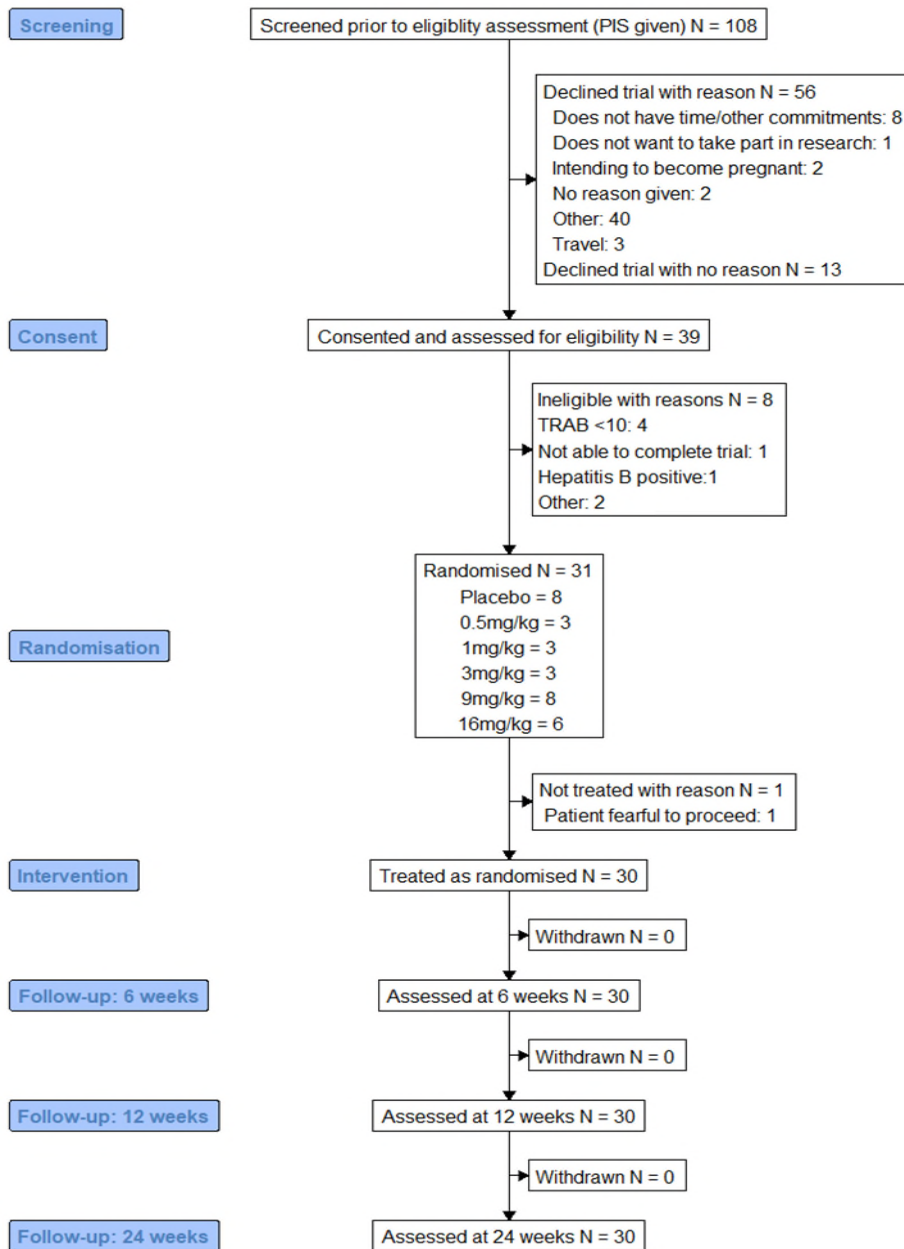 Screening
Screened prior to eligiblity assessment (PIS given) N = 108
Declined trial with reason N = 56
Does not have time/other commitments: 8
Does not want to take part in research: 1
Intending to become pregnant: 2
No reason given: 2
Other: 40
Travel: 3
Declined trial with no reason N = 13
Consent
Consented and assessed for eligibility N = 39
Ineligible with reasons N = 8
TRAB <10: 4
Not able to complete trial: 1
Hepatitis B positive:1
Other: 2
Randomisation
Randomised N = 31
Placebo = 8
0.5mg/kg = 3
1mg/kg = 3
3mg/kg = 3
9mg/kg = 8
16mg/kg = 6
Not treated with reason N = 1
Patient fearful to proceed: 1
Intervention
Treated as randomised N = 30
Withdrawn N = 0
Follow-up: 6 weeks
Assessed at 6 weeks N = 30
Withdrawn N = 0
Follow-up: 12 weeks
Assessed at 12 weeks N = 30
Withdrawn N = 0
Follow-up: 24 weeks
Assessed at 24 weeks N = 30